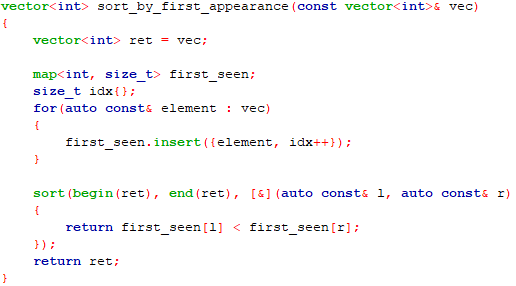 vector<int> sort_by_first_appearance(const vector<int>& vec)
{
    vector<int> ret = vec;

    map<int, size_t> first_seen;
    size_t idx{};
    for(auto const& element : vec)
    {
        first_seen.insert({element, idx++});
    }

    sort(begin(ret), end(ret), [&](auto const& l, auto const& r)
    {
        return first_seen[l] < first_seen[r];
    });
    return ret;
}